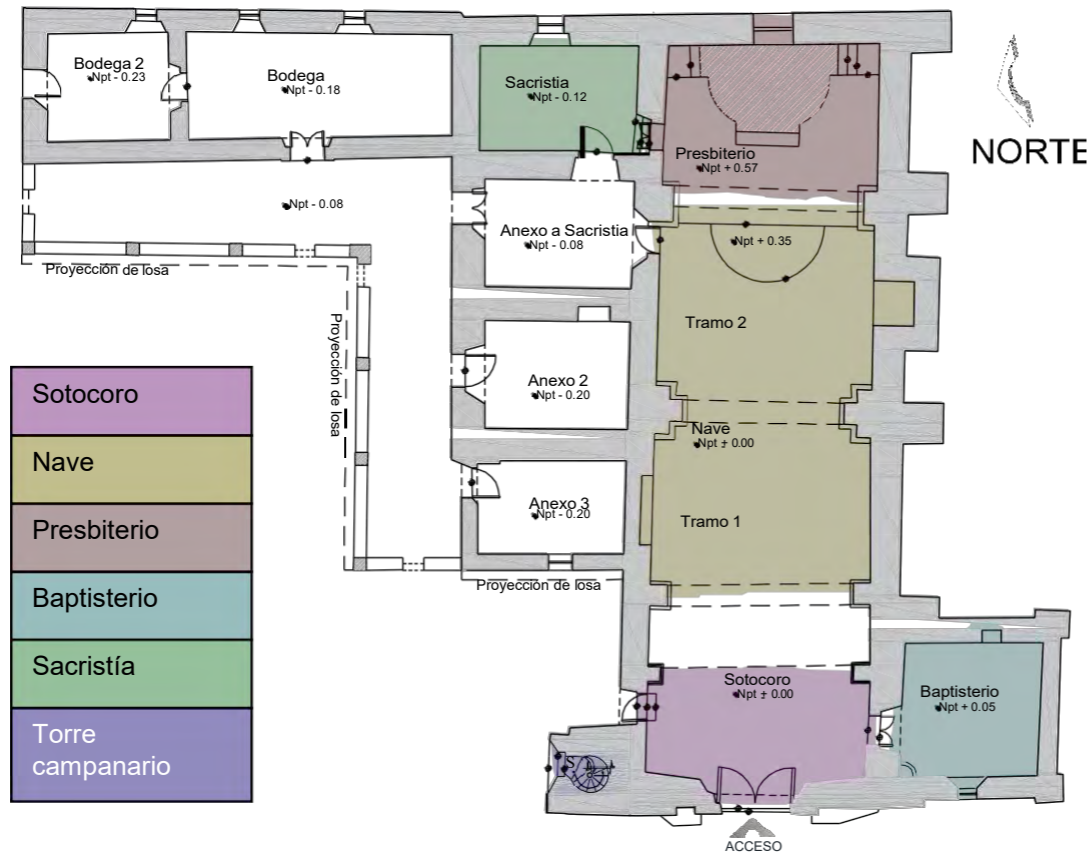 Bodega 2
Npt - 0.23
Bodega
Npt - 0.18
Sacristia
Npt - 0.12
Presbiterio
Npt + 0.57
NORTE
Npt - 0.08
Anexo a Sacristia
Npt - 0.08
Npt + 0.35
Proyección de losa
Proyección de losa
Tramo 2
Anexo 2
Npt - 0.20
Nave
Npt ± 0.00
Anexo 3
Npt - 0.20
Tramo 1
Proyección de losa
Sotocoro
Npt ± 0.00
Baptisterio
Npt + 0.05
S
ACCESO
Sotocoro
Nave
Presbiterio
Baptisterio
Sacristía
Torre
campanario